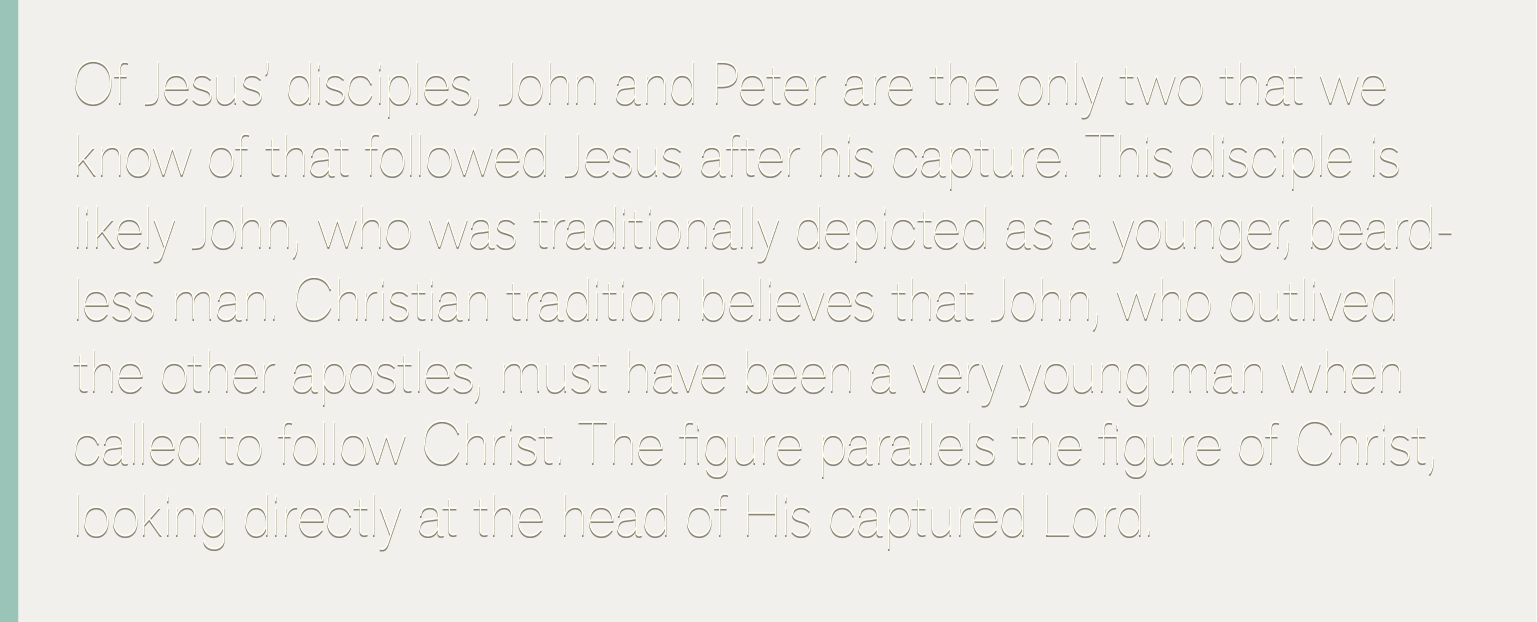 Of Jesus’ disciples, John and Peter are the only two that we
know of that followed Jesus after his capture. This disciple is
likely John, who was traditionally depicted as a younger, beard-
less man. Christian tradition believes that John, who outlived
the other apostles, must have been a very young man when
called to follow Christ. The figure parallels the figure of Christ,
looking directly at the head of His captured Lord.